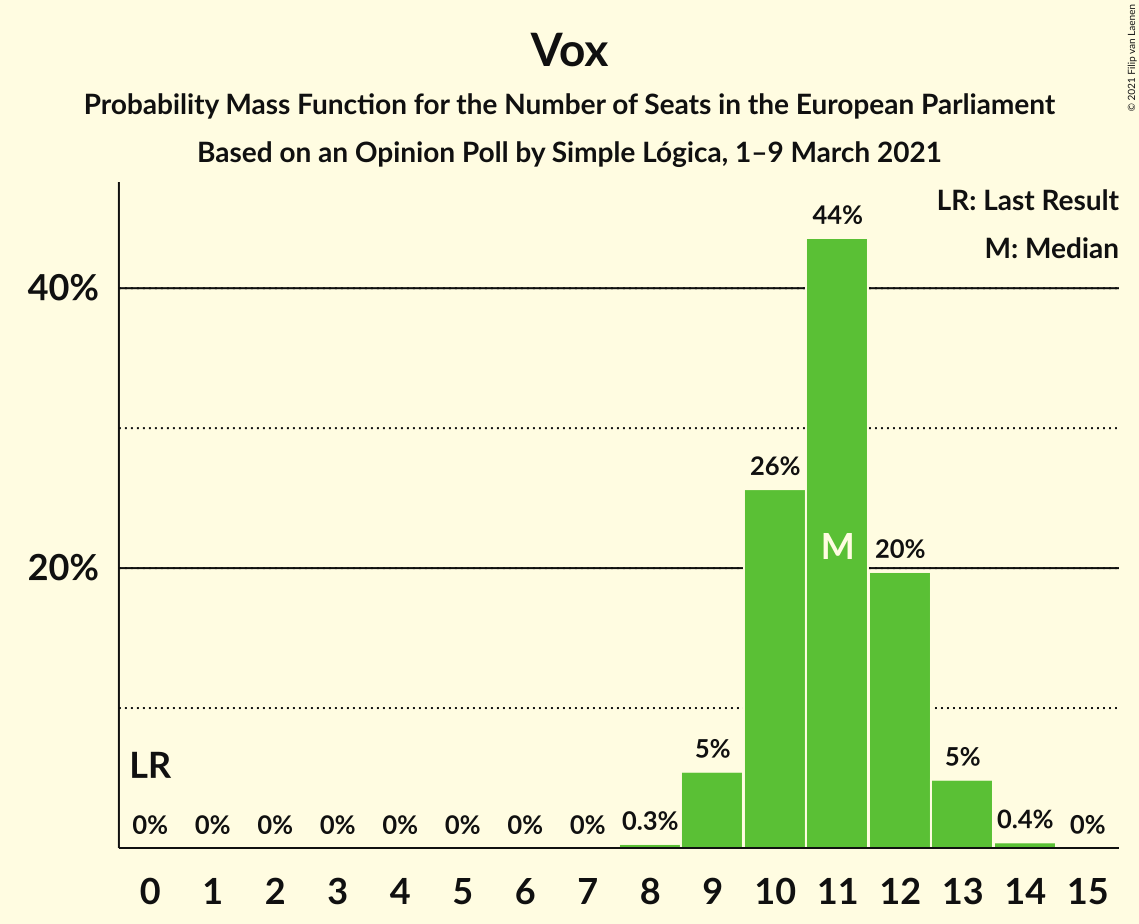 Vox
Probability Mass Function for the Number of Seats in the European Parliament
Based on an Opinion Poll by Simple Lógica, 1–9 March 2021
© 2021 Filip van Laenen
LR: Last Result
M: Median
40%
20%
44%
26%
M
20%
LR
5%
5%
0%
0%
0%
0%
0%
0%
0%
0%
0.3%
0.4%
0%
0 1 2 3 4 5 6 7 8 9 10 11 12 13 14 15